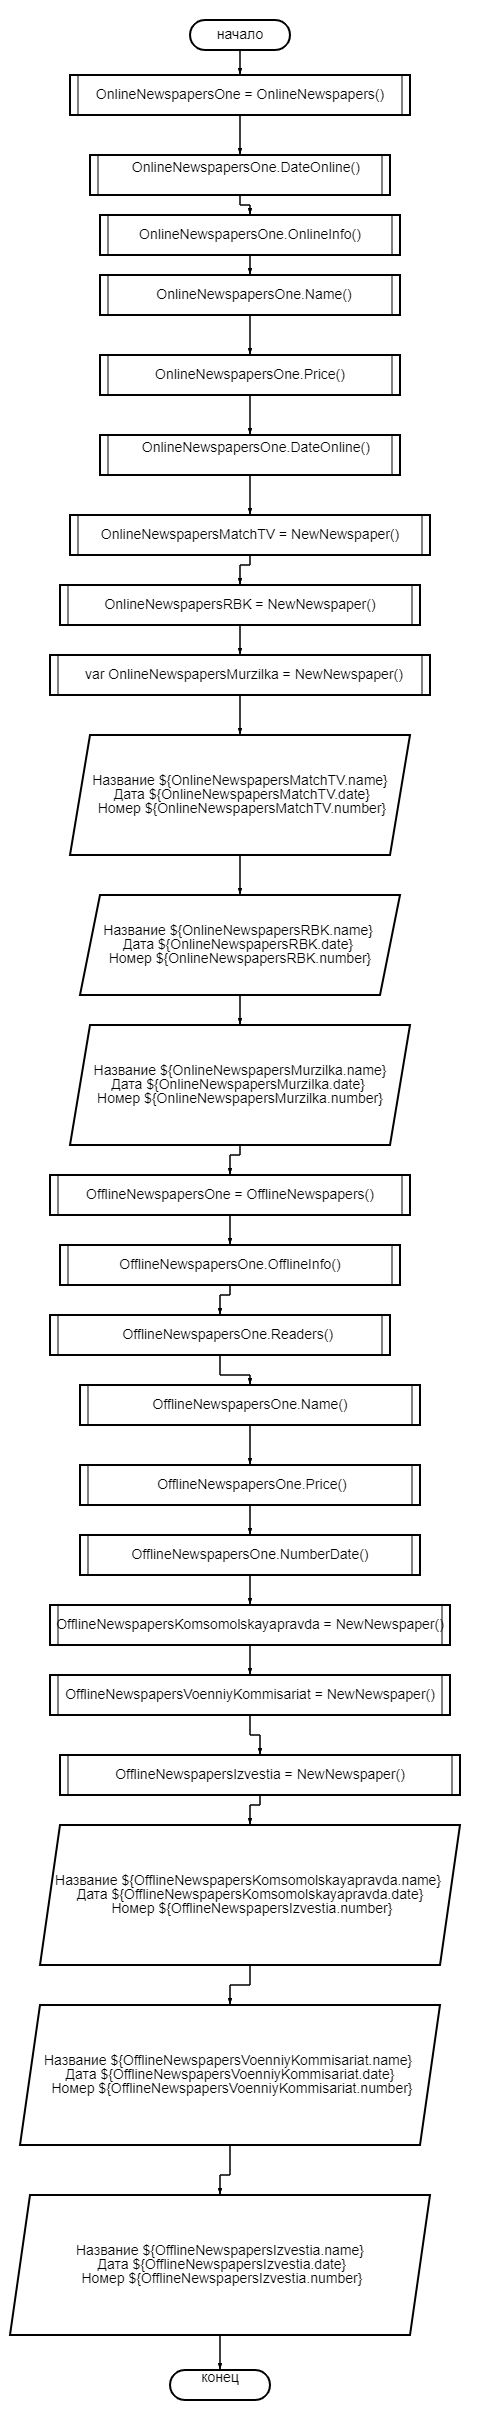 начало
OnlineNewspapersOne = OnlineNewspapers()
OnlineNewspapersOne.DateOnline()
OnlineNewspapersOne.OnlineInfo()
OnlineNewspapersOne.Name()
OnlineNewspapersOne.Price()
OnlineNewspapersOne.DateOnline()
OnlineNewspapersMatchTV = NewNewspaper()
OnlineNewspapersRBK = NewNewspaper()
var OnlineNewspapersMurzilka = NewNewspaper()
Название ${OnlineNewspapersMatchTV.name}
Дата ${OnlineNewspapersMatchTV.date}
Номер ${OnlineNewspapersMatchTV.number}
Название ${OnlineNewspapersRBK.name}
Дата ${OnlineNewspapersRBK.date}
Номер ${OnlineNewspapersRBK.number}
Название ${OnlineNewspapersMurzilka.name}
Дата ${OnlineNewspapersMurzilka.date}
Номер ${OnlineNewspapersMurzilka.number}
OfflineNewspapersOne = OfflineNewspapers()
OfflineNewspapersOne.OfflineInfo()
OfflineNewspapersOne.Readers()
OfflineNewspapersOne.Name()
OfflineNewspapersOne.Price()
OfflineNewspapersOne.NumberDate()
OfflineNewspapersKomsomolskayapravda = NewNewspaper()
OfflineNewspapersVoenniyKommisariat = NewNewspaper()
OfflineNewspapersIzvestia = NewNewspaper()
Название ${OfflineNewspapersKomsomolskayapravda.name}
Дата ${OfflineNewspapersKomsomolskayapravda.date}
Номер ${OfflineNewspapersIzvestia.number}
Название ${OfflineNewspapersVoenniyKommisariat.name}
Дата ${OfflineNewspapersVoenniyKommisariat.date}
Номер ${OfflineNewspapersVoenniyKommisariat.number}
Название ${OfflineNewspapersIzvestia.name}
Дата ${OfflineNewspapersIzvestia.date}
Номер ${OfflineNewspapersIzvestia.number}
конец